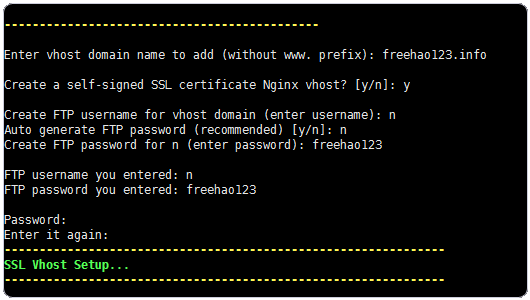 ---------------------------------------------
Enter vhost domain name to add (without www. prefix): freehao123.info
Create a self-signed SSL certificate Nginx vhost? [y/n]: y
Create FTP username for vhost domain (enter username): n
Auto generate FTP password (recommended) [y/n]: n
Create FTP password for n (enter password): freehao123
FTP username you entered: n
FTP password you entered: freehao123
Password:
Enter it again:
---------------------------------------------------------------
SSL Vhost Setup...
---------------------------------------------------------------